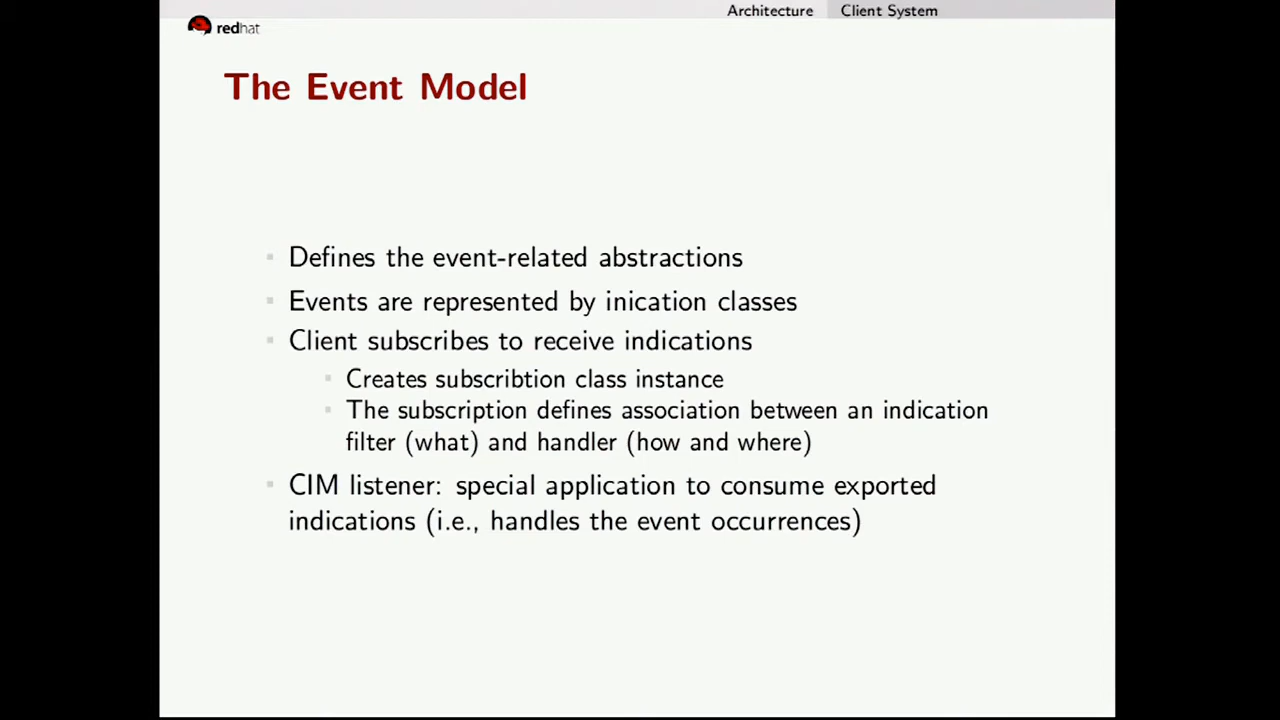 Architecture Client System
redhat
The Event Model
Defines the event-related abstractions
Events are represented by inication classes
Client subscribes to receive indications
Creates subscribtion class instance
The subscription defines association between an indication
filter (what) and handler (how and where)
CIM listener: special application to consume exported
indications (i.e., handles the event occurrences)